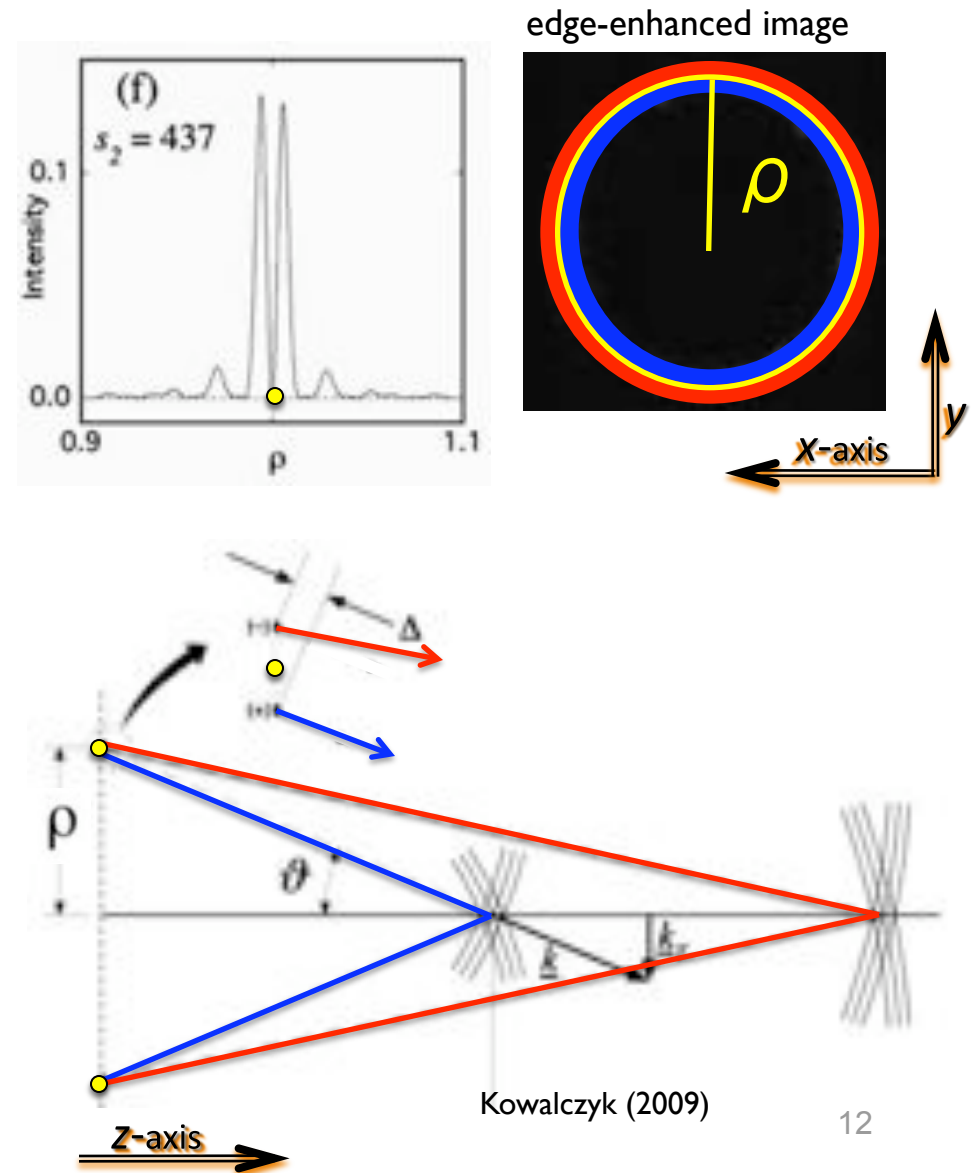 edge-enhanced image
(f)
s₂ = 437
Intensity
0.1
0.0
0.9
ρ
1.1
ρ
x-axis
y
Δ
(−)
(+)
ρ
ϑ
k
Kowalczyk (2009)
12
z-axis